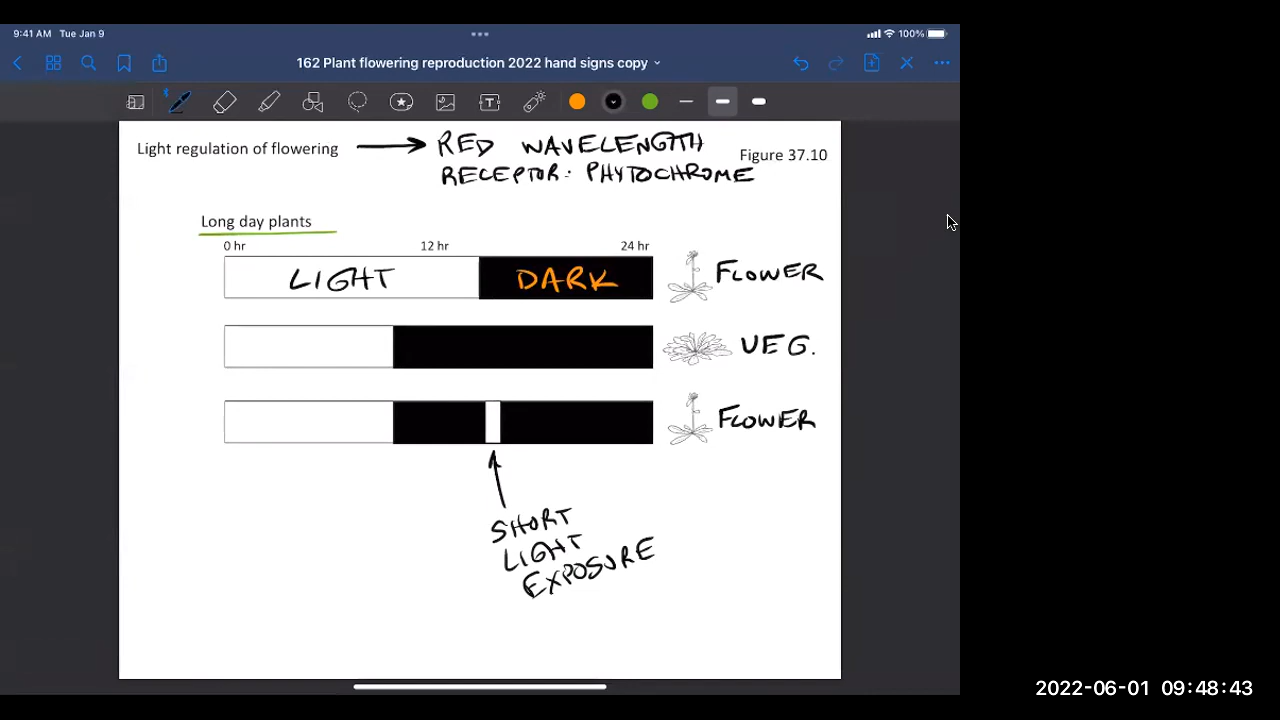 9:41 AM Tue Jan 9
100%
162 Plant flowering reproduction 2022 hand signs copy
Light regulation of flowering
RED WAVELENGTH
Figure 37.10
RECEPTOR: PHYTOCHROME
Long day plants
0 hr 12 hr 24 hr
LIGHT DARK FLOWER
VEG.
FLOWER
SHORT
LIGHT
EXPOSURE
2022-06-01 09:48:43